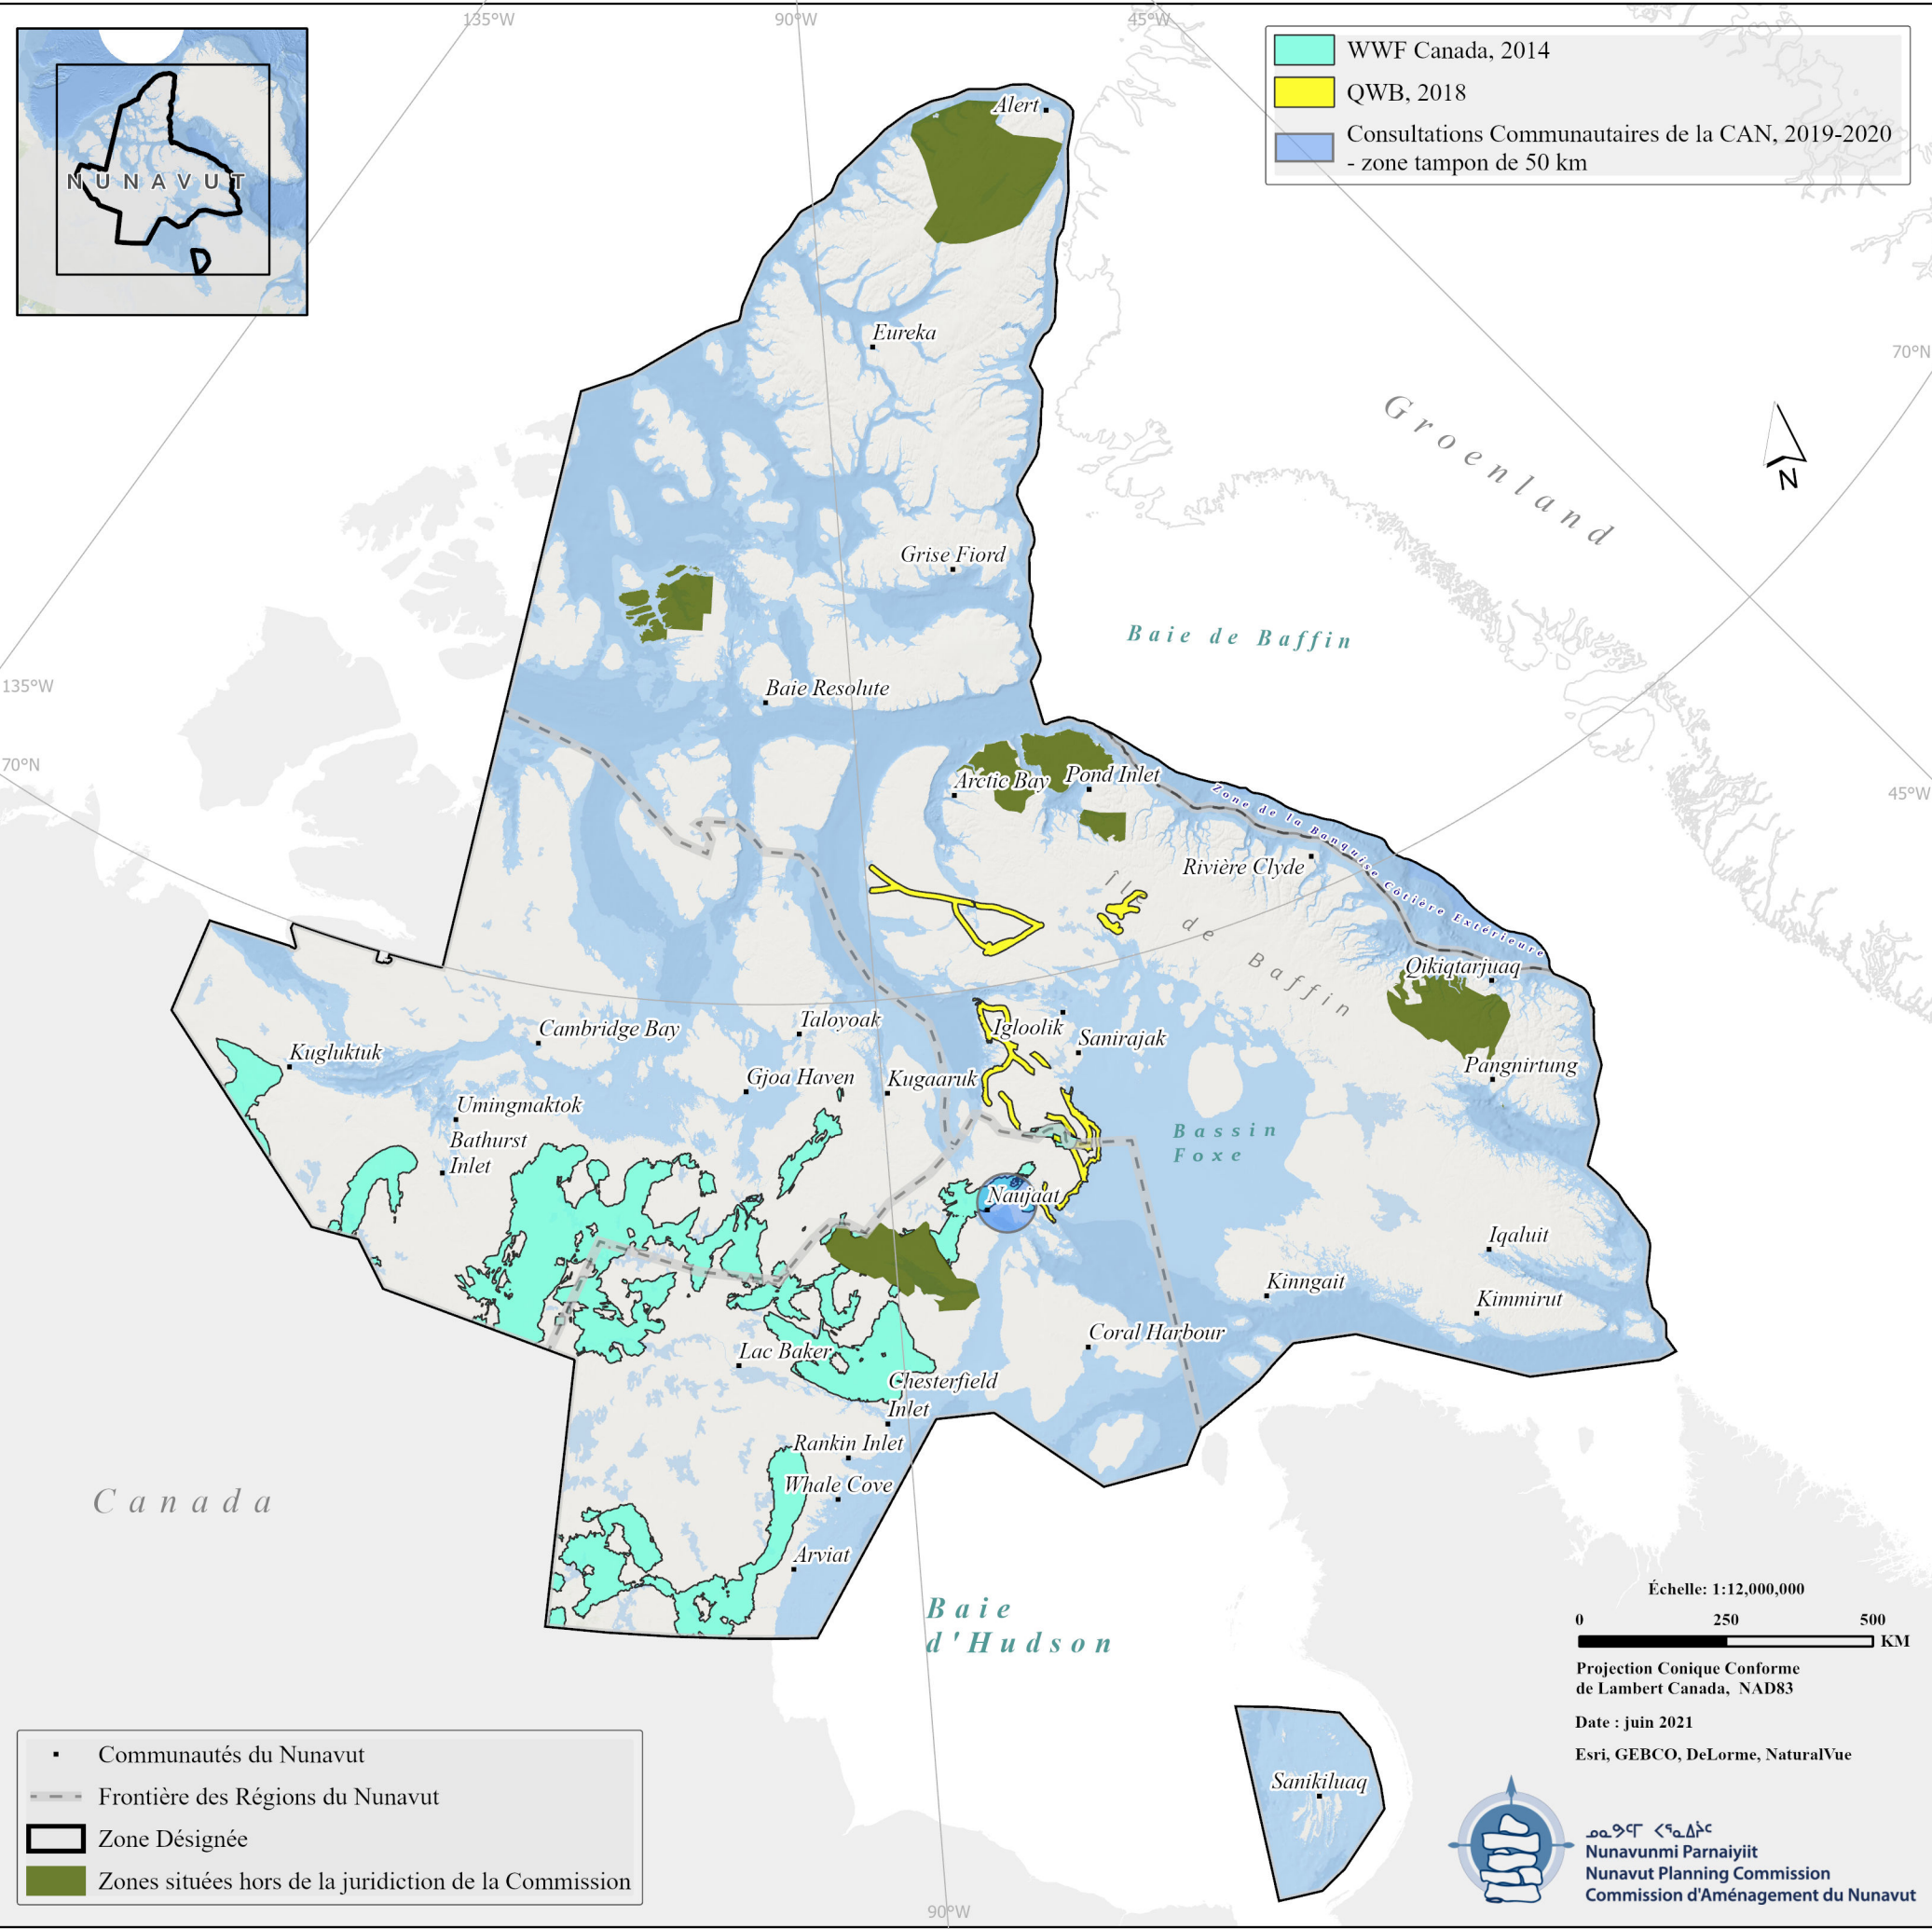 135°W
90°W
45°W
WWF Canada, 2014
QWB, 2018
Consultations Communautaires de la CAN, 2019-2020
- zone tampon de 50 km
NUNAVUT
Alert
Eureka
70°N
Groenland
N
Grise Fiord
Baie de Baffin
135°W
Baie Resolute
70°N
Arctic Bay
Pond Inlet
45°W
Zone de la Banquise Côtière Extérieure
Rivière Clyde
Île de Baffin
Qikiqtarjuaq
Cambridge Bay
Taloyoak
Igloolik
Sanirajak
Kugluktuk
Gjoa Haven
Kugaaruk
Pangnirtung
Umingmaktok
Bathurst
Inlet
Bassin
Foxe
Naujaat
Iqaluit
Kinngait
Kimmirut
Coral Harbour
Lac Baker
Chesterfield
Inlet
Rankin Inlet
Whale Cove
Canada
Arviat
Baie
d'Hudson
Échelle: 1:12,000,000
0 250 500
KM
Projection Conique Conforme
de Lambert Canada, NAD83
Date : juin 2021
Esri, GEBCO, DeLorme, NaturalVue
Sanikiluaq
Communautés du Nunavut
Frontière des Régions du Nunavut
Zone Désignée
Zones situées hors de la juridiction de la Commission
90°W
ᓄᓇᕗᒻᒥ ᐸᕐᓇᐃᔩᑦ
Nunavunmi Parnaiyiit
Nunavut Planning Commission
Commission d'Aménagement du Nunavut